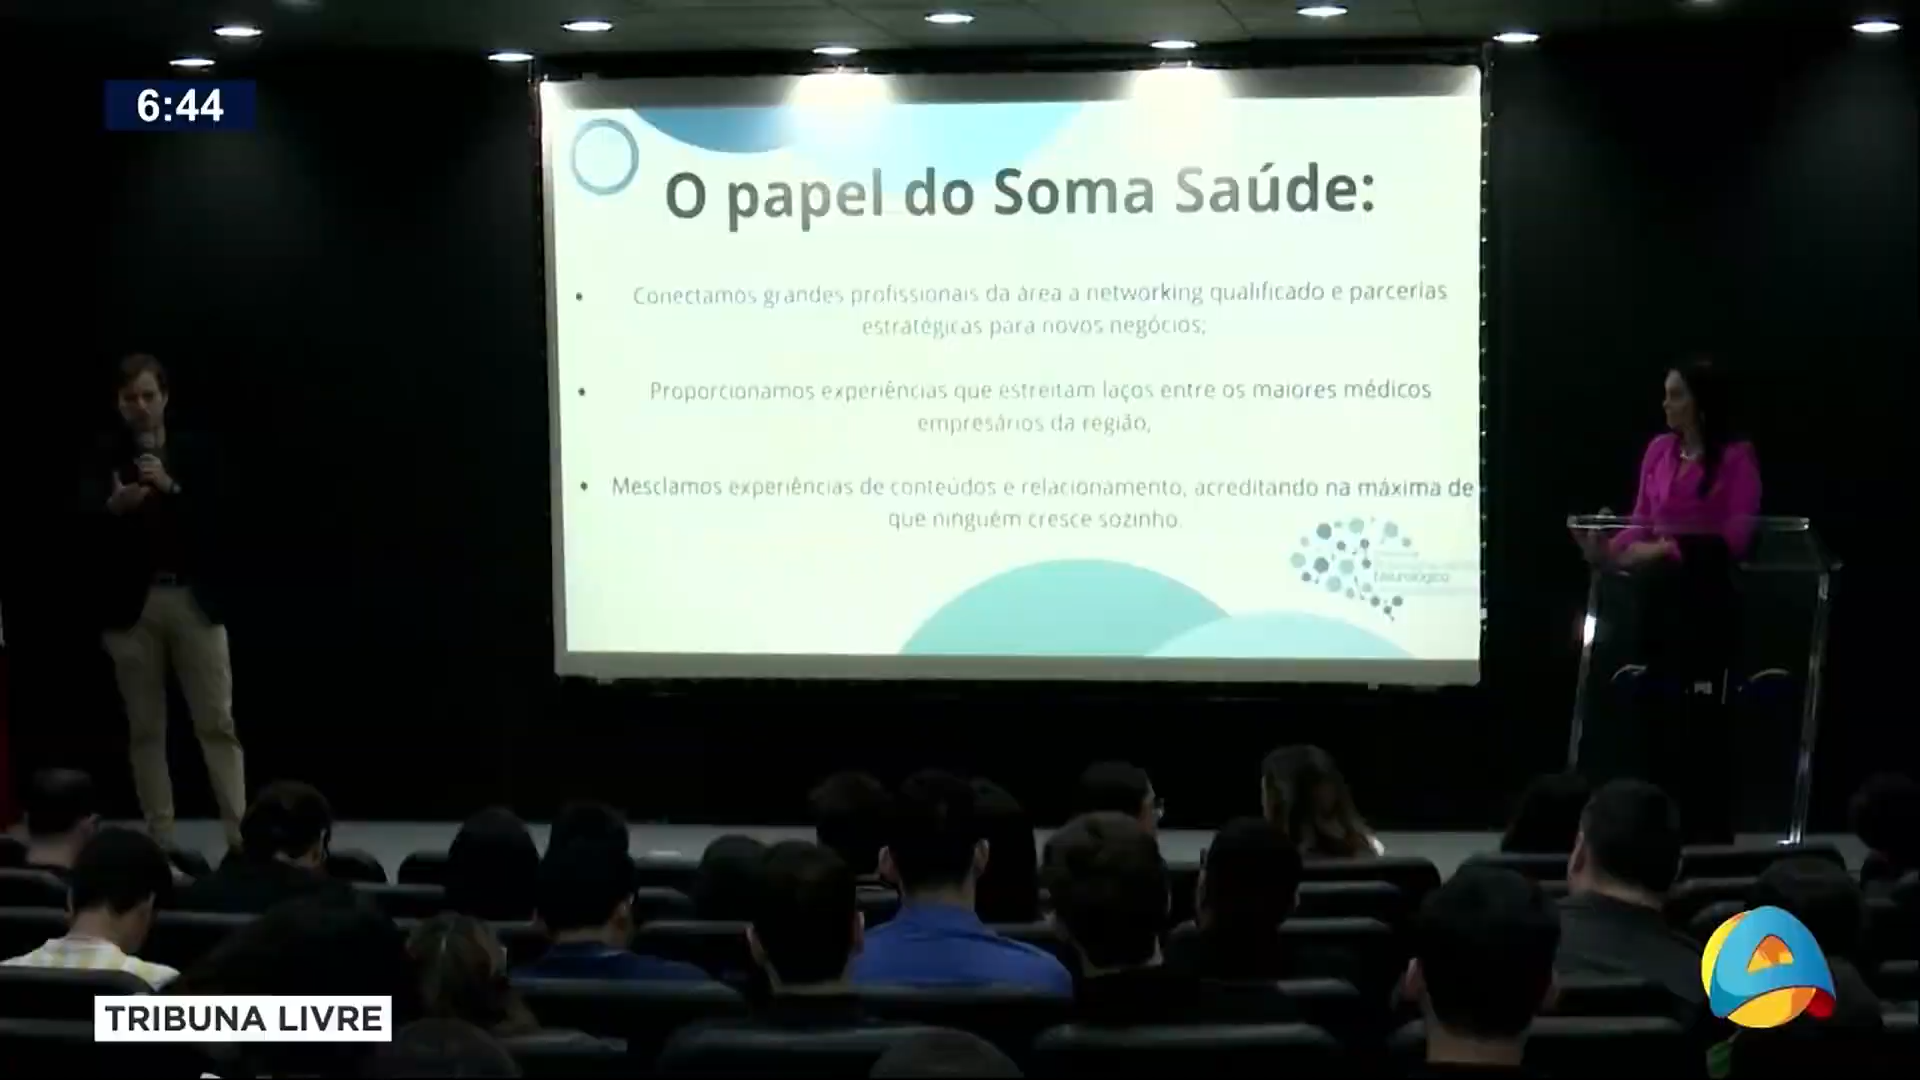 6:44
O papel do Soma Saúde:
• Conectamos grandes profissionais da área a networking qualificado e parcerias
estratégicas para novos negócios;
• Proporcionamos experiências que estreitam laços entre os maiores médicos
empresários da região,
• Mesclamos experiências de conteúdos e relacionamento, acreditando na máxima de
que ninguém cresce sozinho.
Neurológico
TRIBUNA LIVRE